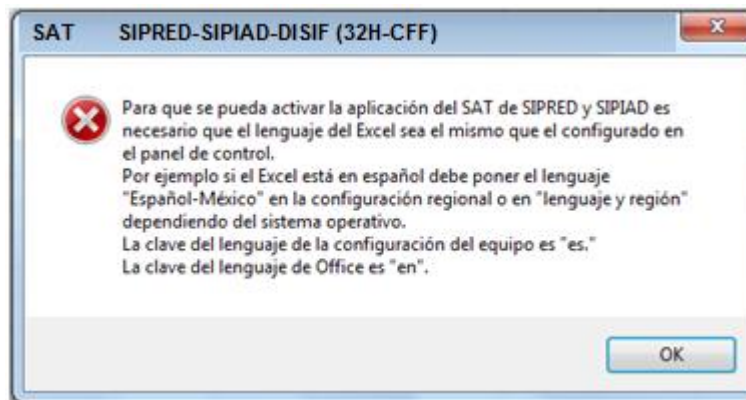 SAT SIPRED-SIPIAD-DISIF (32H-CFF)
Para que se pueda activar la aplicación del SAT de SIPRED y SIPIAD es
necesario que el lenguaje del Excel sea el mismo que el configurado en
el panel de control.
Por ejemplo si el Excel está en español debe poner el lenguaje
"Español-México" en la configuración regional o en "lenguaje y región"
dependiendo del sistema operativo.
La clave del lenguaje de la configuración del equipo es "es."
La clave del lenguaje de Office es "en".
OK